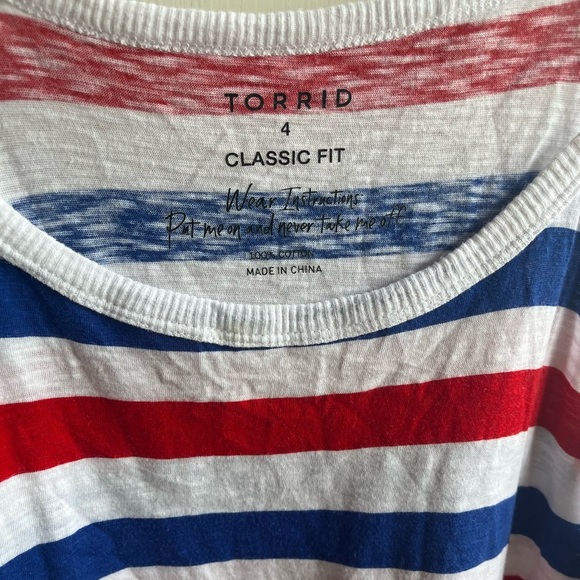 TORRID
4
CLASSIC FIT
Wear Instructions
Put me on and never take me off
100% COTTON
MADE IN CHINA